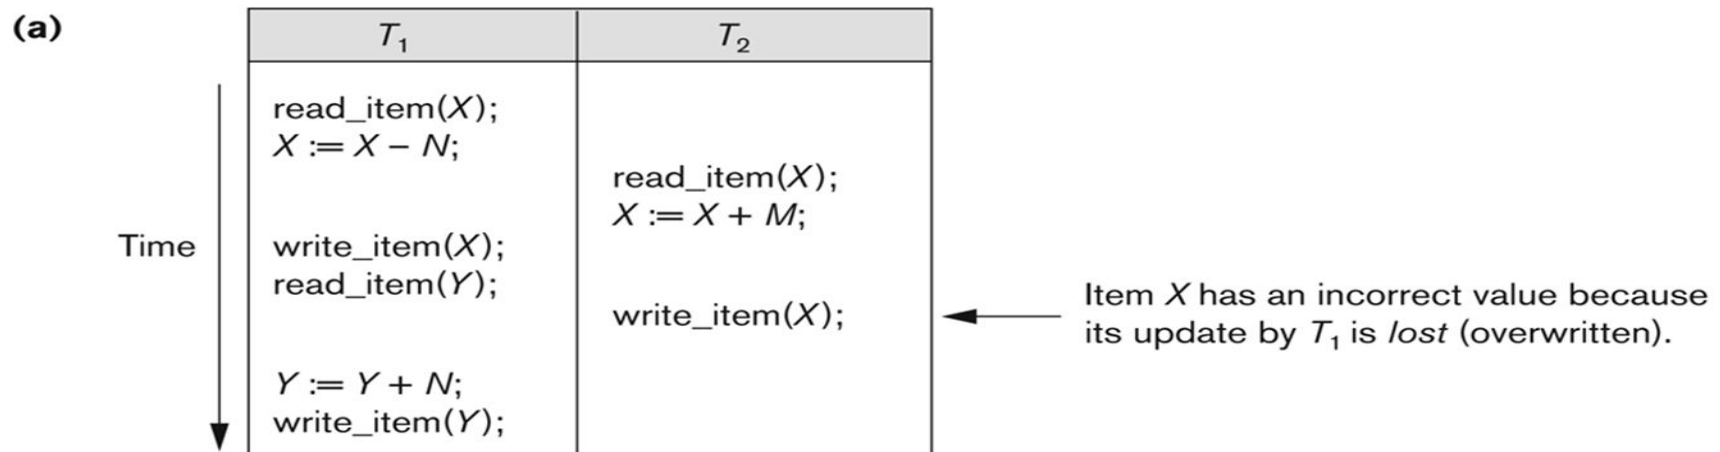 (a)
T₁ T₂
read_item(X);
X := X – N;
read_item(X);
X := X + M;
Time
write_item(X);
read_item(Y);
write_item(X);
Item X has an incorrect value because
its update by T₁ is lost (overwritten).
Y := Y + N;
write_item(Y);